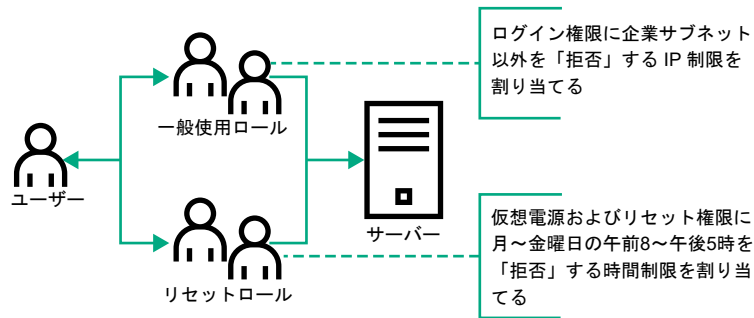 ログイン権限に企業サブネット
以外を「拒否」する IP 制限を
割り当てる
一般使用ロール
ユーザー
サーバー
リセットロール
仮想電源およびリセット権限に
月～金曜日の午前8～午後5時を
「拒否」する時間制限を割り当
てる